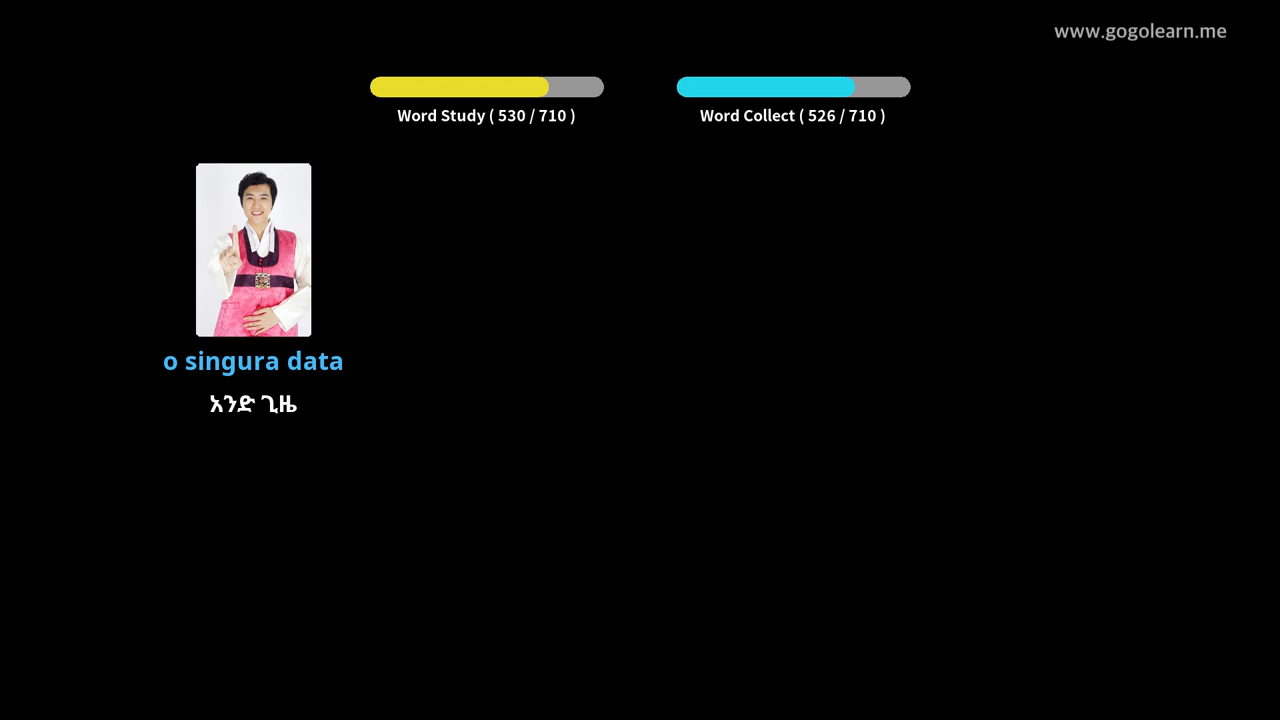 www.gogolearn.me
Word Study ( 530 / 710 )
Word Collect ( 526 / 710 )
o singura data
አንድ ጊዜ